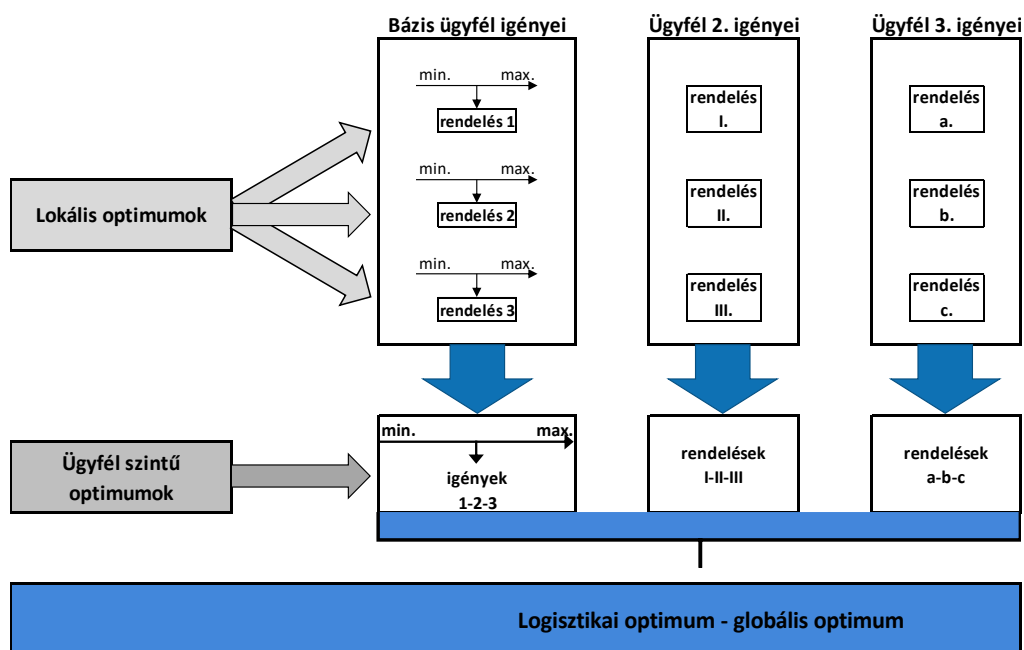 Bázis ügyfél igényei
Ügyfél 2. igényei
Ügyfél 3. igényei
min. max.
rendelés 1
min. max.
rendelés 2
min. max.
rendelés 3
rendelés
I.
rendelés
II.
rendelés
III.
rendelés
a.
rendelés
b.
rendelés
c.
Lokális optimumok
Ügyfél szintű
optimumok
min. max.
igények
1-2-3
rendelések
I-II-III
rendelések
a-b-c
Logisztikai optimum - globális optimum